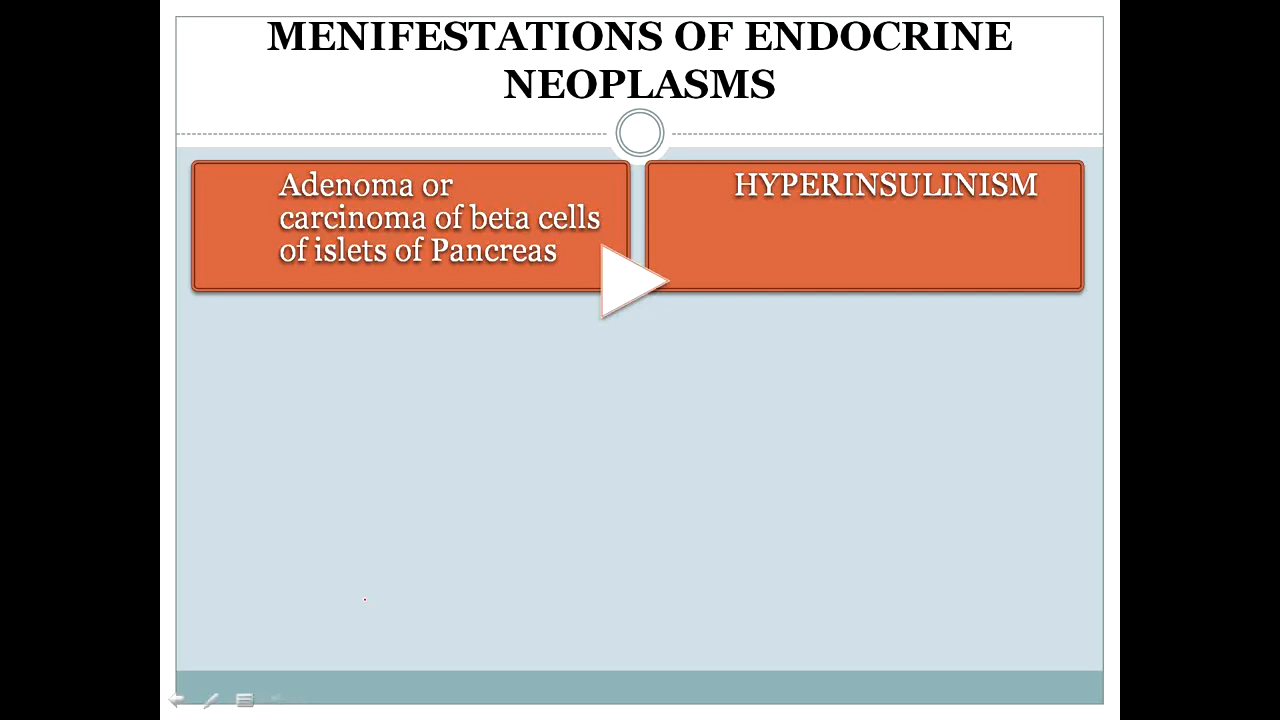 MENIFESTATIONS OF ENDOCRINE
NEOPLASMS
Adenoma or
carcinoma of beta cells
of islets of Pancreas
HYPERINSULINISM